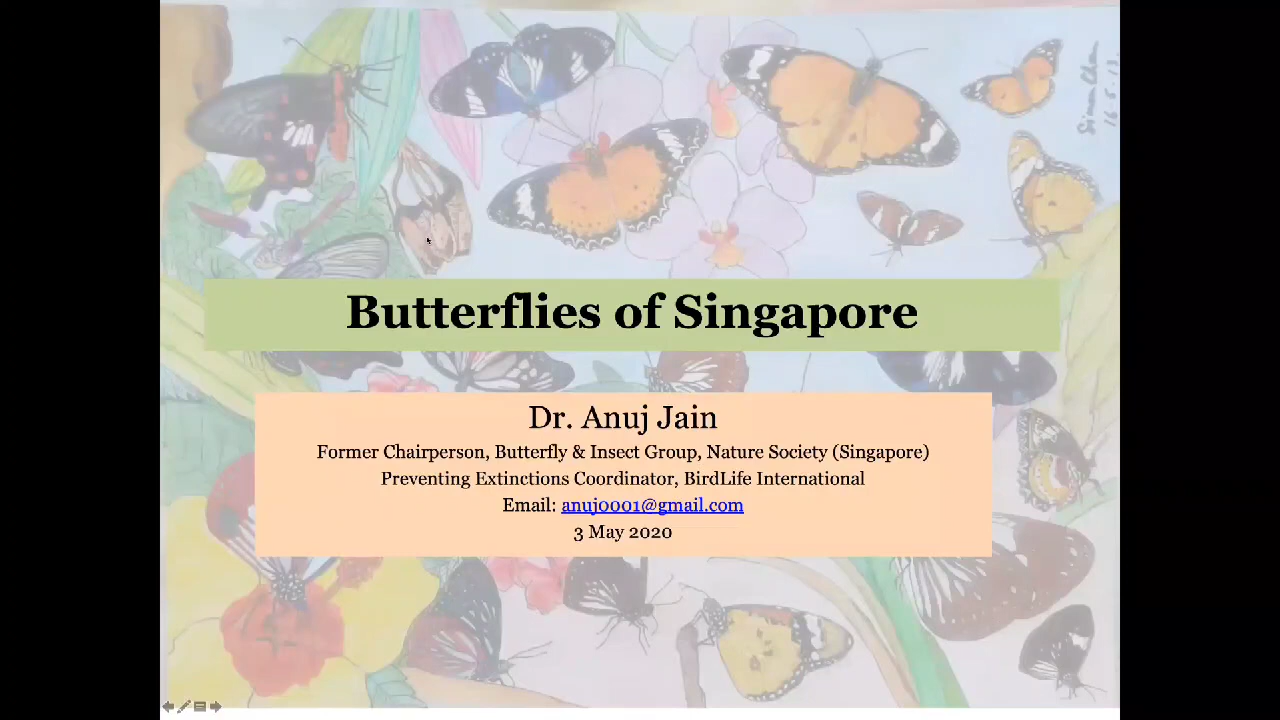 Butterflies of Singapore
Dr. Anuj Jain
Former Chairperson, Butterfly & Insect Group, Nature Society (Singapore)
Preventing Extinctions Coordinator, BirdLife International
Email: anuj0001@gmail.com
3 May 2020